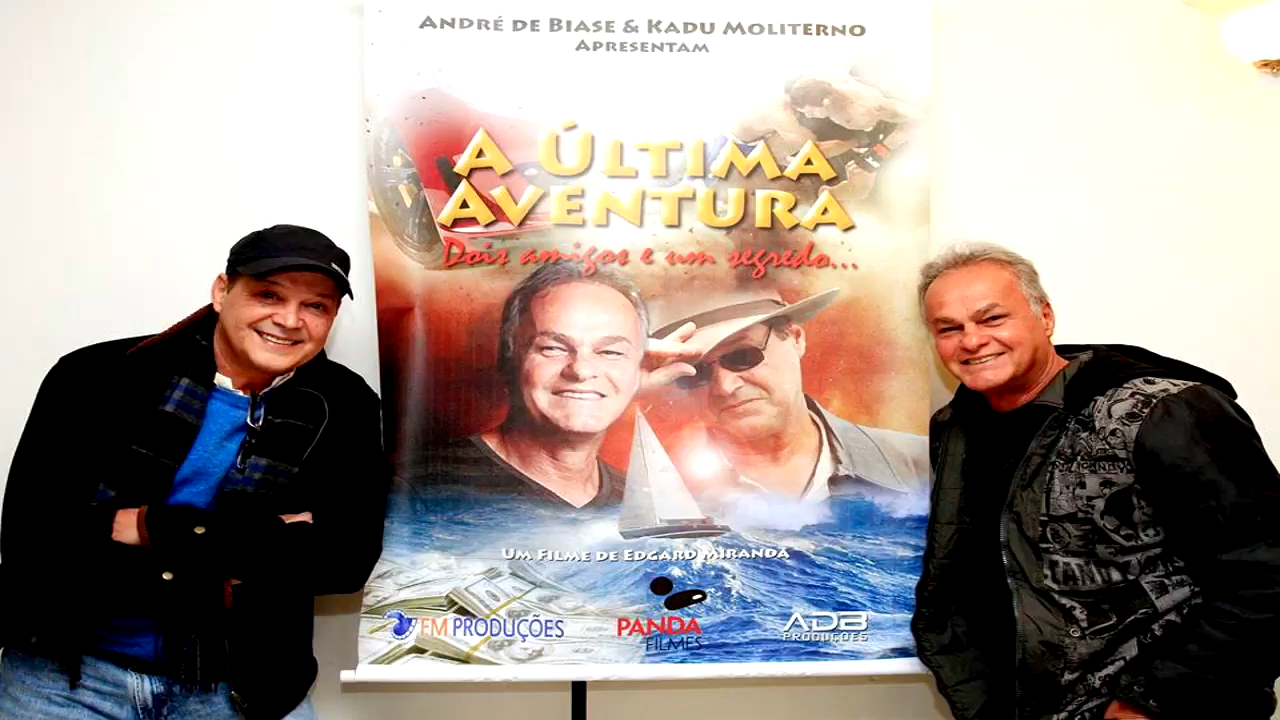 ANDRÉ DE BIASE & KADU MOLITERNO
APRESENTAM
A ÚLTIMA
AVENTURA
Dois amigos e um segredo...
UM FILME DE EDGARD MIRANDA
FM PRODUÇÕES
PANDA
FILMES
ADB
PRODUÇÕES